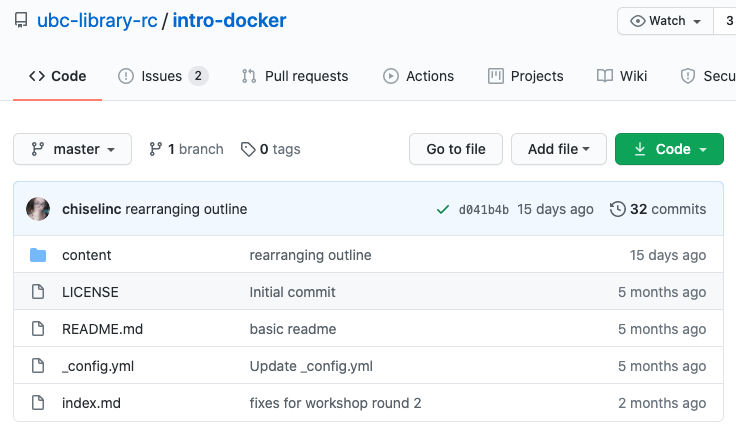 ubc-library-rc / intro-docker Watch 3
Code Issues 2 Pull requests Actions Projects Wiki Secu
master 1 branch 0 tags Go to file Add file Code
chiselinc rearranging outline d041b4b 15 days ago 32 commits
content rearranging outline 15 days ago
LICENSE Initial commit 5 months ago
README.md basic readme 5 months ago
_config.yml Update _config.yml 5 months ago
index.md fixes for workshop round 2 2 months ago